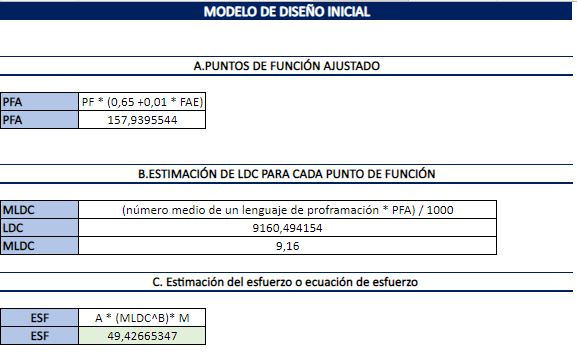 MODELO DE DISEÑO INICIAL
A.PUNTOS DE FUNCIÓN AJUSTADO
PFA PF * (0,65 +0,01 * FAE)
PFA 157,9395544
B.ESTIMACIÓN DE LDC PARA CADA PUNTO DE FUNCIÓN
MLDC (número medio de un lenguaje de proframación * PFA) / 1000
LDC 9160,494154
MLDC 9,16
C. Estimación del esfuerzo o ecuación de esfuerzo
ESF A * (MLDC^B)* M
ESF 49,42665347